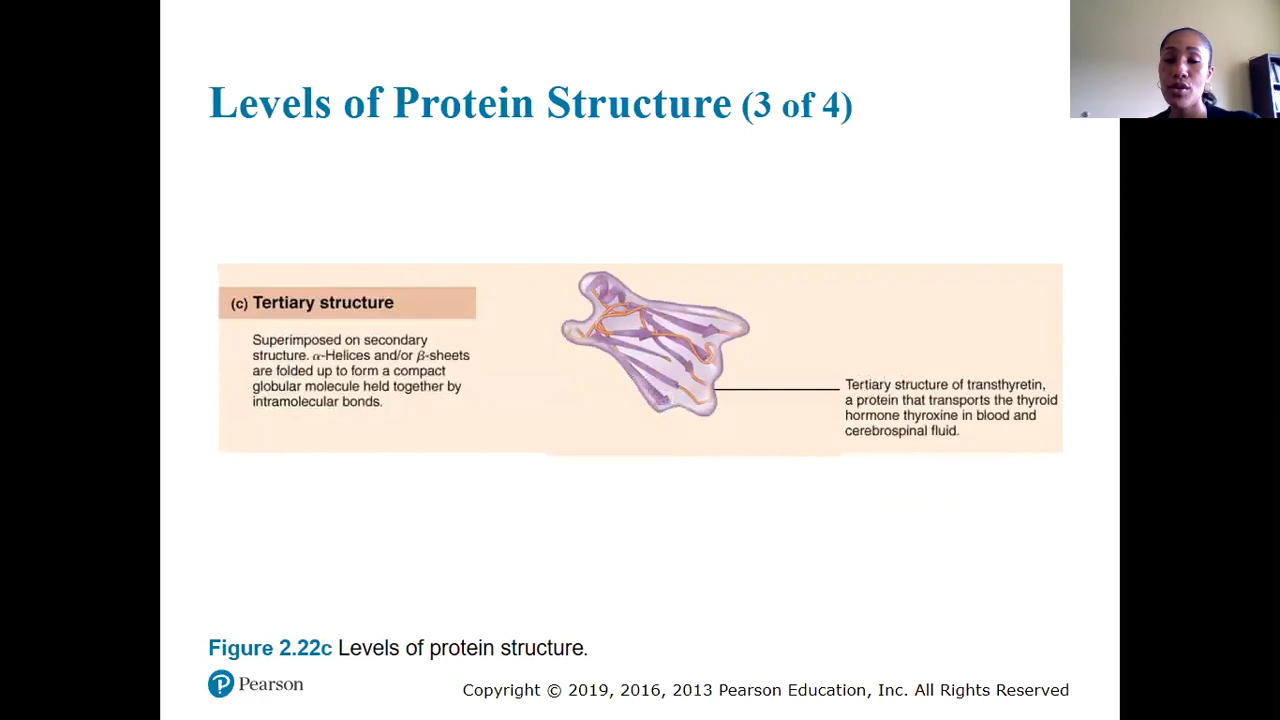 Levels of Protein Structure (3 of 4)
(c) Tertiary structure
Superimposed on secondary
structure. α-Helices and/or β-sheets
are folded up to form a compact
globular molecule held together by
intramolecular bonds.
Tertiary structure of transthyretin,
a protein that transports the thyroid
hormone thyroxine in blood and
cerebrospinal fluid.
Figure 2.22c Levels of protein structure.
Pearson
Copyright © 2019, 2016, 2013 Pearson Education, Inc. All Rights Reserved